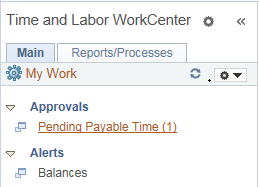 Time and Labor WorkCenter
Main Reports/Processes
My Work
Approvals
Pending Payable Time (1)
Alerts
Balances